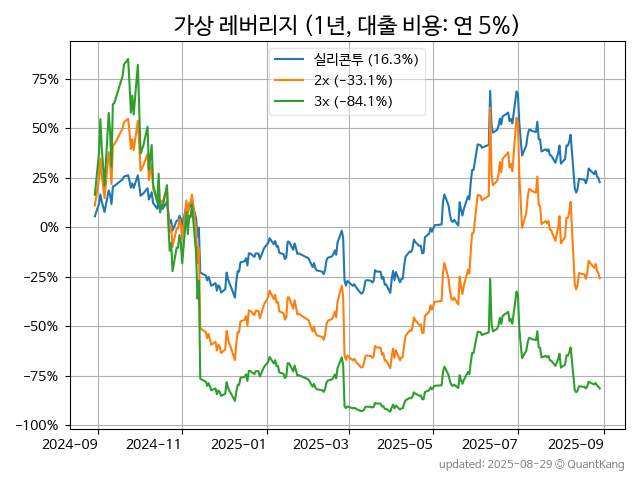 가상 레버리지 (1년, 대출 비용: 연 5%)
실리콘투 (16.3%)
2x (−33.1%)
3x (−84.1%)
75%
50%
25%
0%
−25%
−50%
−75%
−100%
2024-09 2024-11 2025-01 2025-03 2025-05 2025-07 2025-09
updated: 2025-08-29 © QuantKang